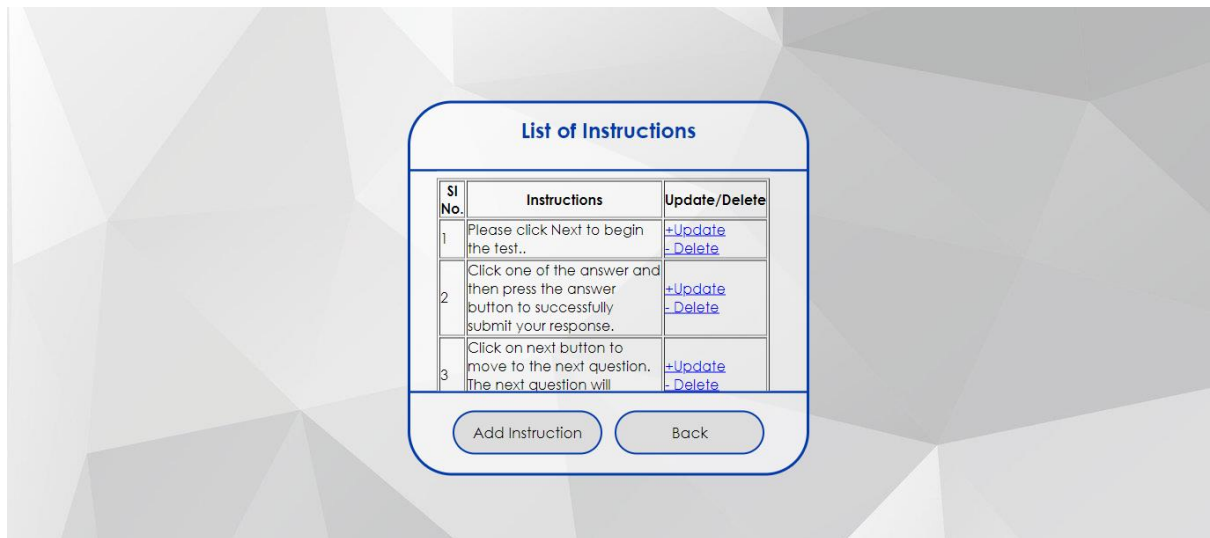 List of Instructions
Sl
No.
Instructions
Update/Delete
1
Please click Next to begin
the test..
+Update
- Delete
2
Click one of the answer and
then press the answer
button to successfully
submit your response.
+Update
- Delete
3
Click on next button to
move to the next question.
The next question will
+Update
- Delete
Add Instruction
Back